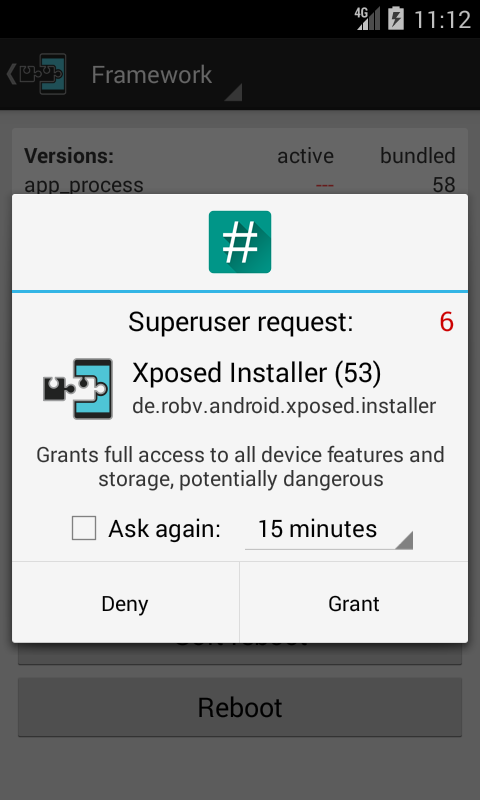 4G 11:12
Framework
Versions: active bundled
app_process --- 58
#
Superuser request: 6
Xposed Installer (53)
de.robv.android.xposed.installer
Grants full access to all device features and
storage, potentially dangerous
Ask again: 15 minutes
Deny Grant
Soft reboot
Reboot